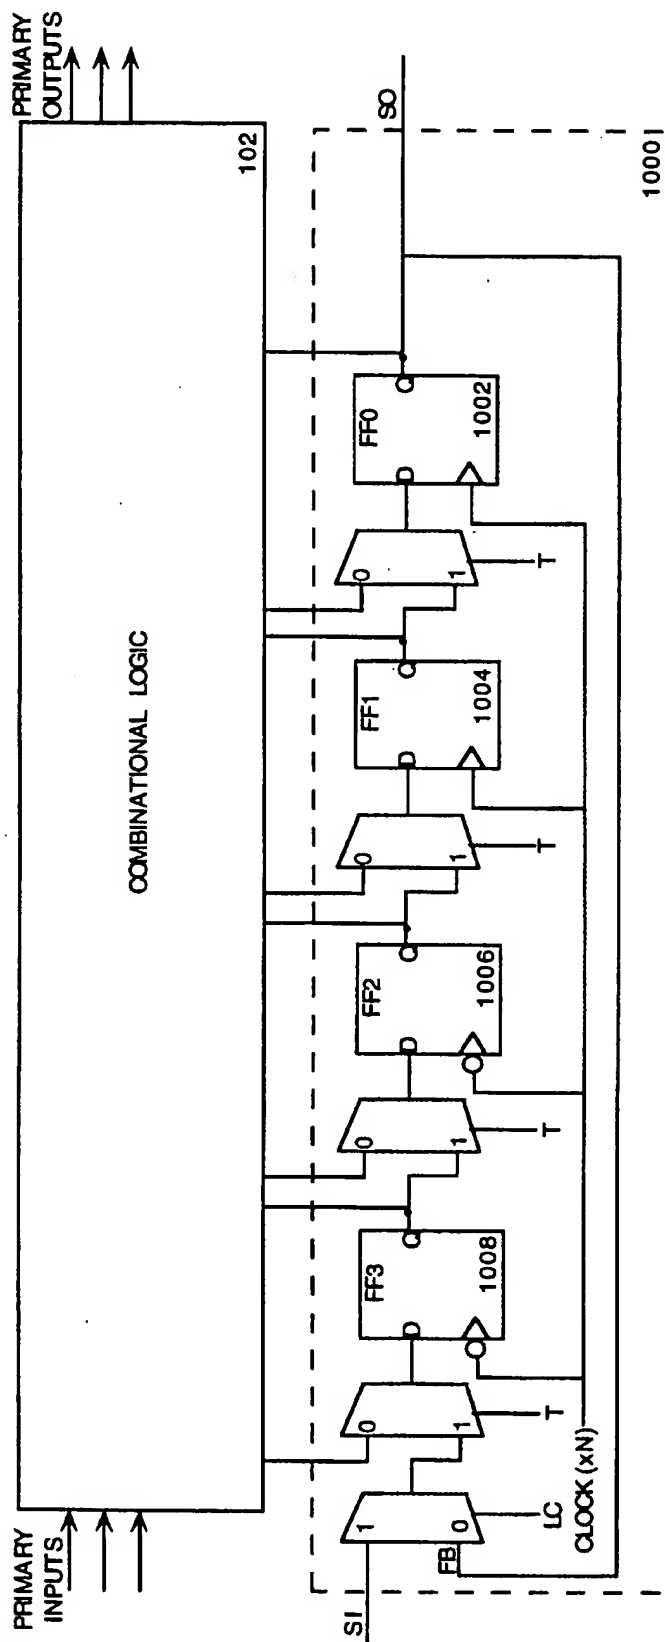 PRIMARY
INPUTS
PRIMARY
OUTPUTS
COMBINATIONAL LOGIC
102
SI
1
0
FB
LC
0
1
T
FF3
D
Q
1008
0
1
T
FF2
D
Q
1006
0
1
T
FF1
D
Q
1004
0
1
T
FF0
D
Q
1002
SO
CLOCK (xN)
1000